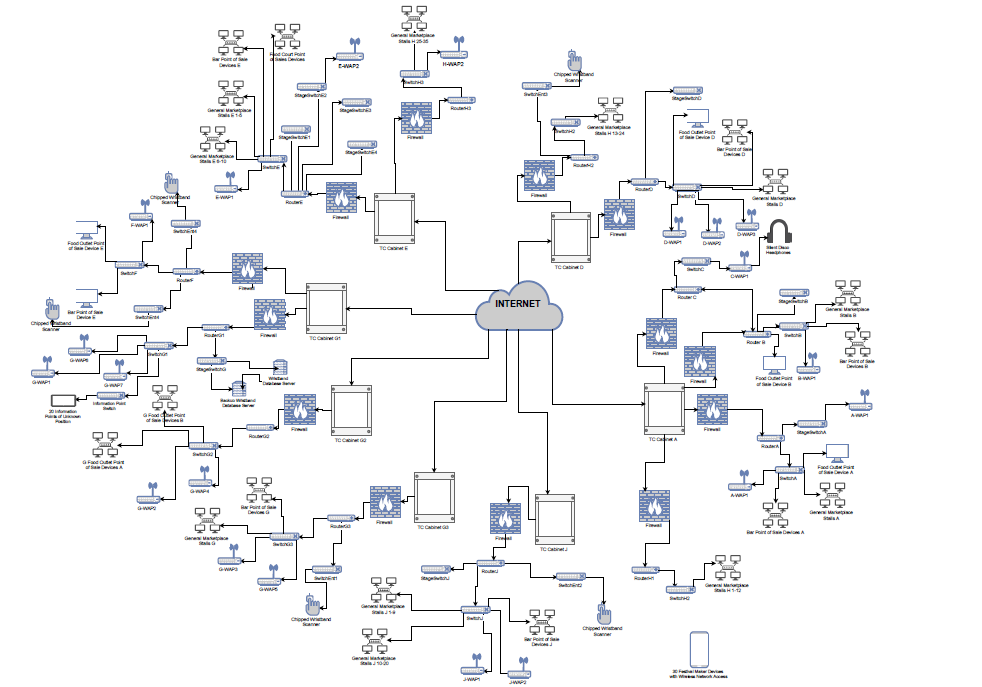 General Marketplace
Stalls H 25-35
Food Court Point
of Sales Devices
Bar Point of Sale
Devices E
E-WAP2
H-WAP2
SwitchH3
Chipped Wristband
Scanner
StageSwitchE2
SwitchEnt3
StageSwitchD
General Marketplace
Stalls E 1-5
StageSwitchE3
RouterH3
General Marketplace
Stalls H 13-24
Food Outlet Point
of Sale Device D
Bar Point of Sale
Devices D
StageSwitchE1
Firewall
SwitchH2
General Marketplace
Stalls E 6-10
StageSwitchE4
SwitchE
RouterH2
E-WAP1
RouterE
Firewall
Firewall
RouterD
SwitchD
General Marketplace
Stalls D
Chipped Wristband
Scanner
F-WAP1
SwitchEnt4
Firewall
D-WAP1
D-WAP2
D-WAP3
Food Outlet Point
of Sale Device E
TC Cabinet E
TC Cabinet D
Silent Disco
Headphones
SwitchF
RouterF
Firewall
SwitchC
C-WAP1
Bar Point of Sale
Device E
SwitchEnt4
INTERNET
Router C
StageSwitchB
General Marketplace
Stalls B
Chipped Wristband
Scanner
RouterG1
Firewall
TC Cabinet G1
Firewall
Router B
SwitchB
G-WAP1
SwitchG1
G-WAP7
StageSwitchG
Wristband
Database Server
Firewall
Food Outlet Point
of Sale Device B
B-WAP1
Bar Point of Sale
Devices B
20 Information
Points of Unknown
Position
Information Point
Switch
Backup Wristband
Database Server
G Food Outlet Point
of Sale Devices B
RouterG2
Firewall
TC Cabinet G2
TC Cabinet A
Firewall
A-WAP1
StageSwitchA
RouterA
G Food Outlet Point
of Sale Devices A
SwitchG2
Food Outlet Point
of Sale Device A
G-WAP4
SwitchA
G-WAP2
A-WAP1
General Marketplace
Stalls A
Bar Point of Sale
Devices G
Firewall
TC Cabinet G3
Firewall
Firewall
Bar Point of Sale Devices A
General Marketplace
Stalls G
RouterG3
TC Cabinet J
SwitchG3
G-WAP3
SwitchEnt1
RouterJ
StageSwitchJ
SwitchEnt2
RouterH1
G-WAP5
SwitchH2
General Marketplace
Stalls H 1-12
General Marketplace
Stalls J 1-9
SwitchJ
Chipped Wristband
Scanner
Chipped Wristband
Scanner
Bar Point of Sale
Devices J
General Marketplace
Stalls J 10-20
J-WAP1
J-WAP2
30 Festival Maker Devices
with Wireless Network Access